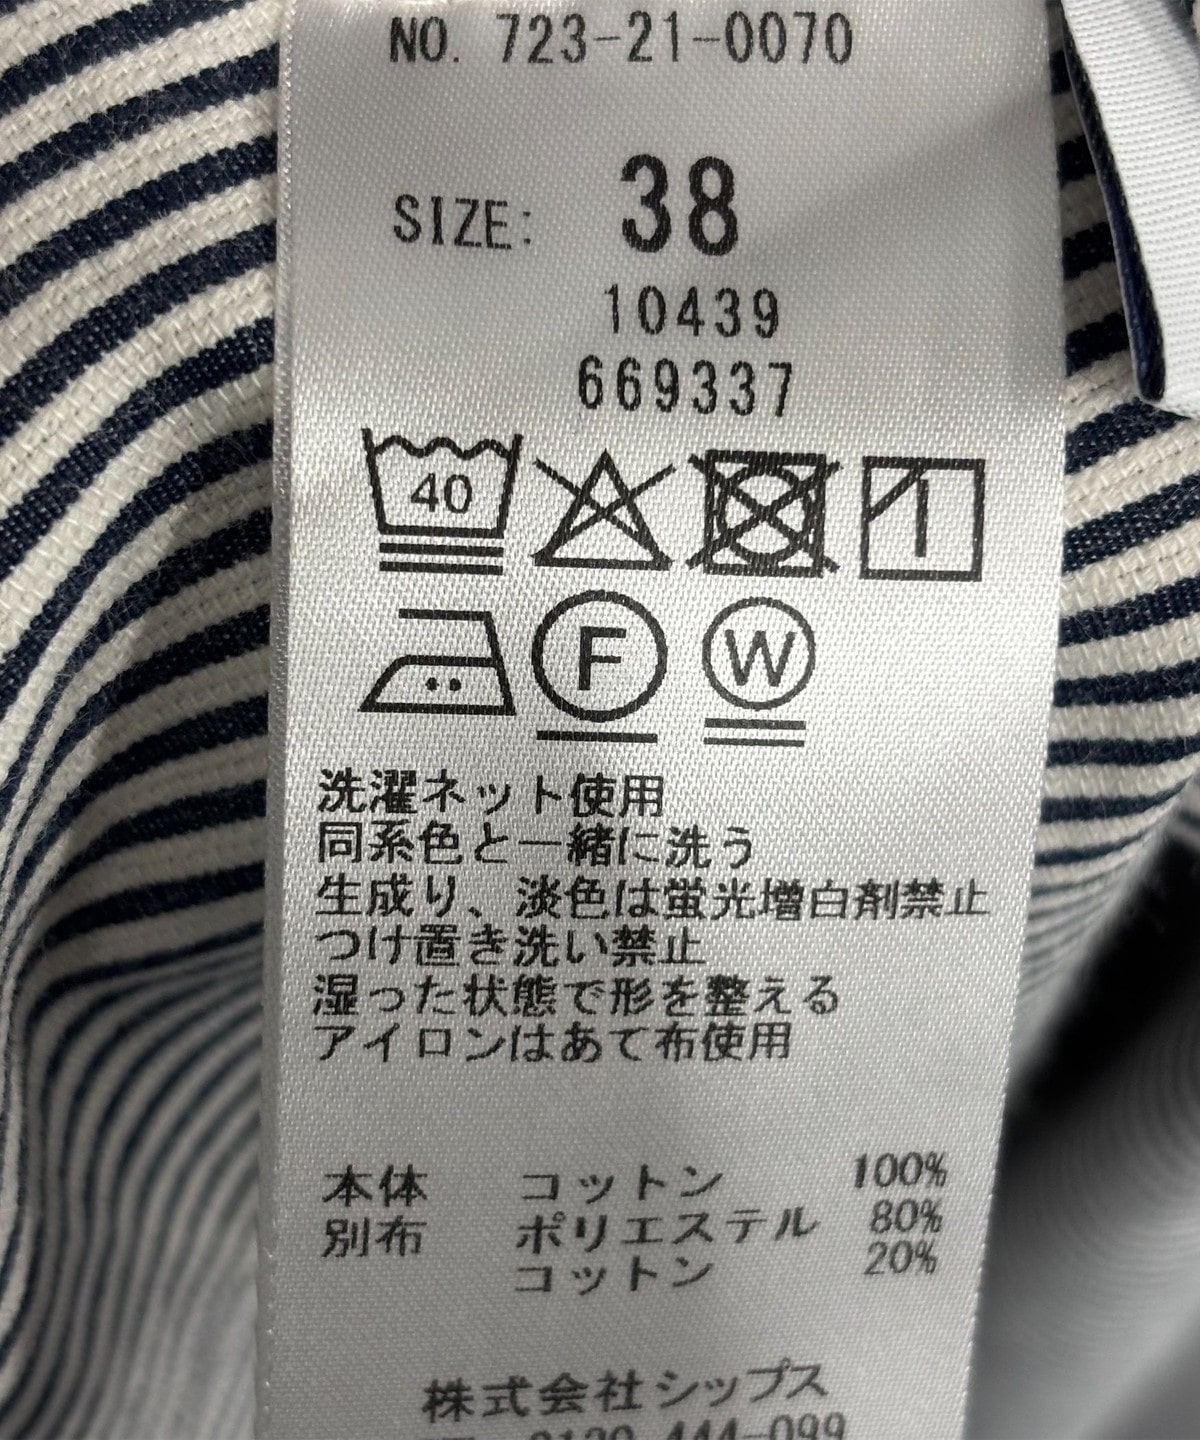 NO. 723-21-0070
SIZE: 38
10439
669337
40
F W
洗濯ネット使用
同系色と一緒に洗う
生成り、淡色は蛍光増白剤禁止
つけ置き洗い禁止
湿った状態で形を整える
アイロンはあて布使用
本体 コットン 100%
別布 ポリエステル 80%
コットン 20%
株式会社シップス
0120-444-099